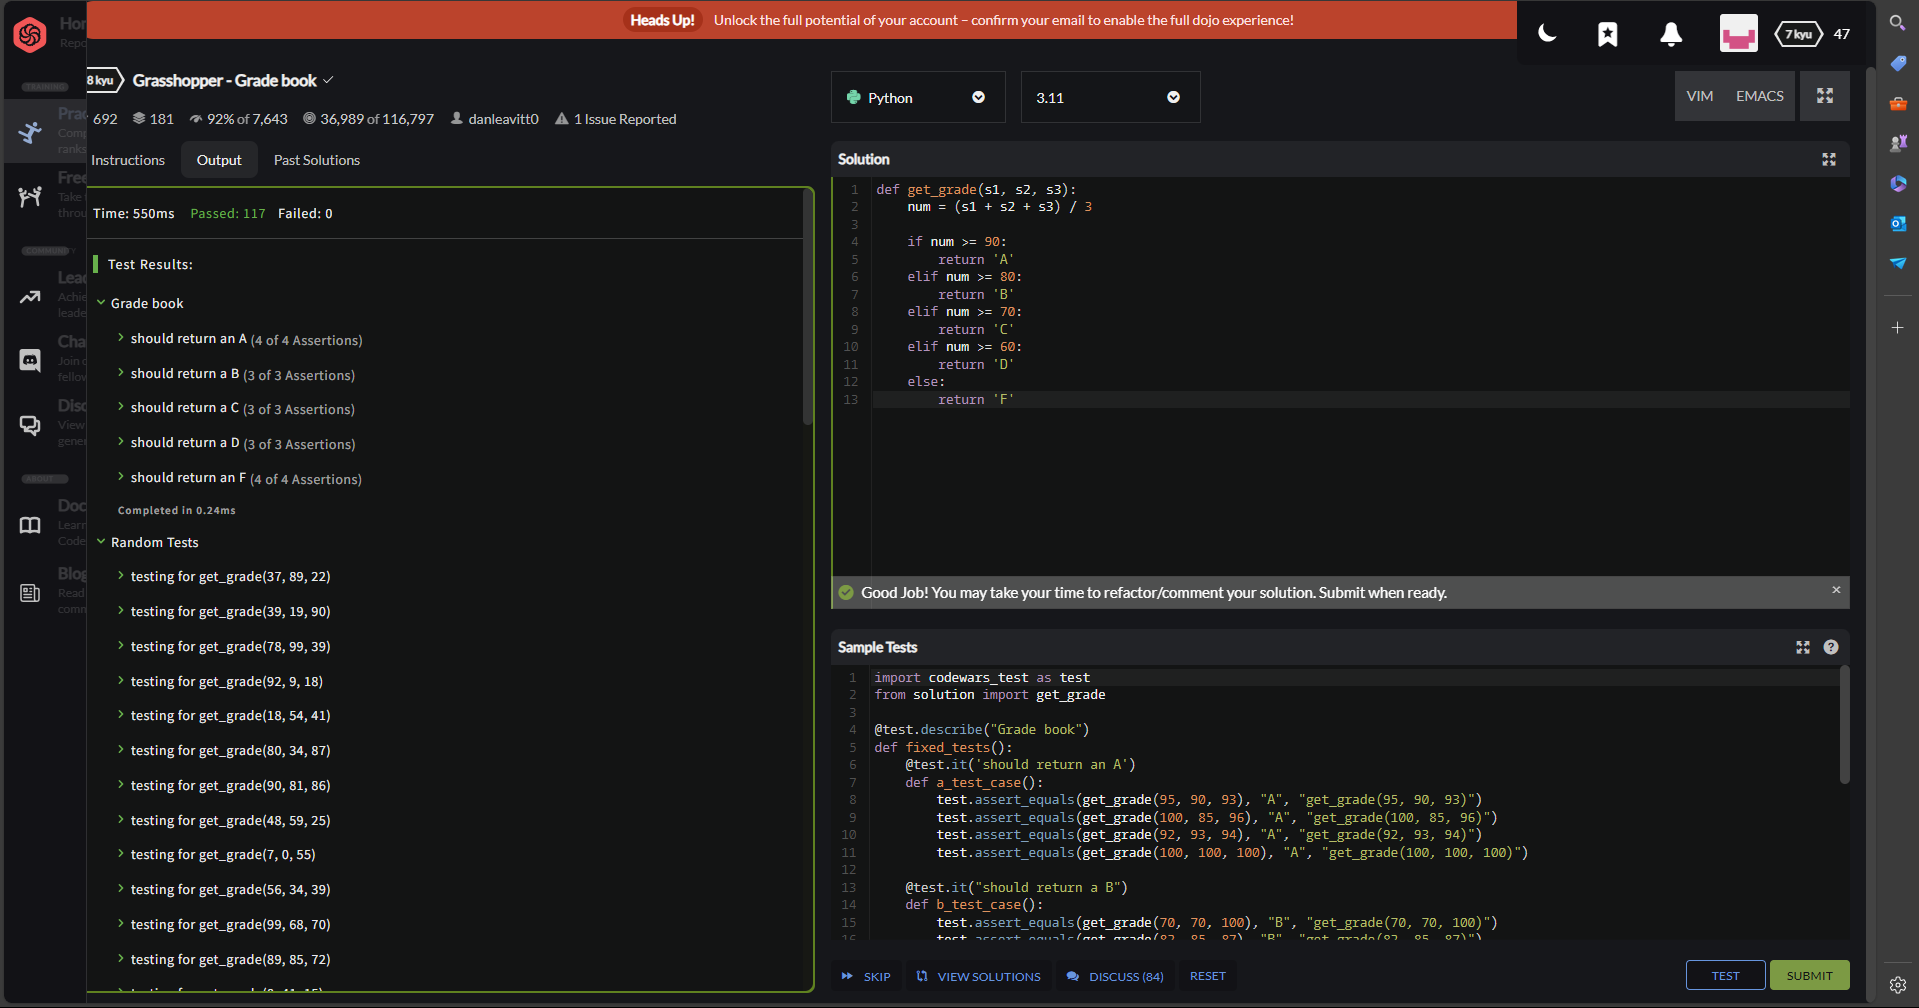 Heads Up! Unlock the full potential of your account – confirm your email to enable the full dojo experience!
7 kyu 47
8 kyu Grasshopper - Grade book
692 181 92% of 7,643 36,989 of 116,797 danleavitt0 1 Issue Reported
Instructions Output Past Solutions
Time: 550ms Passed: 117 Failed: 0
Test Results:
Grade book
should return an A (4 of 4 Assertions)
should return a B (3 of 3 Assertions)
should return a C (3 of 3 Assertions)
should return a D (3 of 3 Assertions)
should return an F (4 of 4 Assertions)
Completed in 0.24ms
Random Tests
testing for get_grade(37, 89, 22)
testing for get_grade(39, 19, 90)
testing for get_grade(78, 99, 39)
testing for get_grade(92, 9, 18)
testing for get_grade(18, 54, 41)
testing for get_grade(80, 34, 87)
testing for get_grade(90, 81, 86)
testing for get_grade(48, 59, 25)
testing for get_grade(7, 0, 55)
testing for get_grade(56, 34, 39)
testing for get_grade(99, 68, 70)
testing for get_grade(89, 85, 72)
Python 3.11 VIM EMACS
Solution
1 def get_grade(s1, s2, s3):
2 num = (s1 + s2 + s3) / 3
3
4 if num >= 90:
5 return 'A'
6 elif num >= 80:
7 return 'B'
8 elif num >= 70:
9 return 'C'
10 elif num >= 60:
11 return 'D'
12 else:
13 return 'F'
Good Job! You may take your time to refactor/comment your solution. Submit when ready.
Sample Tests
1 import codewars_test as test
2 from solution import get_grade
3
4 @test.describe("Grade book")
5 def fixed_tests():
6 @test.it('should return an A')
7 def a_test_case():
8 test.assert_equals(get_grade(95, 90, 93), "A", "get_grade(95, 90, 93)")
9 test.assert_equals(get_grade(100, 85, 96), "A", "get_grade(100, 85, 96)")
10 test.assert_equals(get_grade(92, 93, 94), "A", "get_grade(92, 93, 94)")
11 test.assert_equals(get_grade(100, 100, 100), "A", "get_grade(100, 100, 100)")
12
13 @test.it("should return a B")
14 def b_test_case():
15 test.assert_equals(get_grade(70, 70, 100), "B", "get_grade(70, 70, 100)")
16 test.assert_equals(get_grade(82, 85, 87), "B", "get_grade(82, 85, 87)")
SKIP VIEW SOLUTIONS DISCUSS (84) RESET TEST SUBMIT